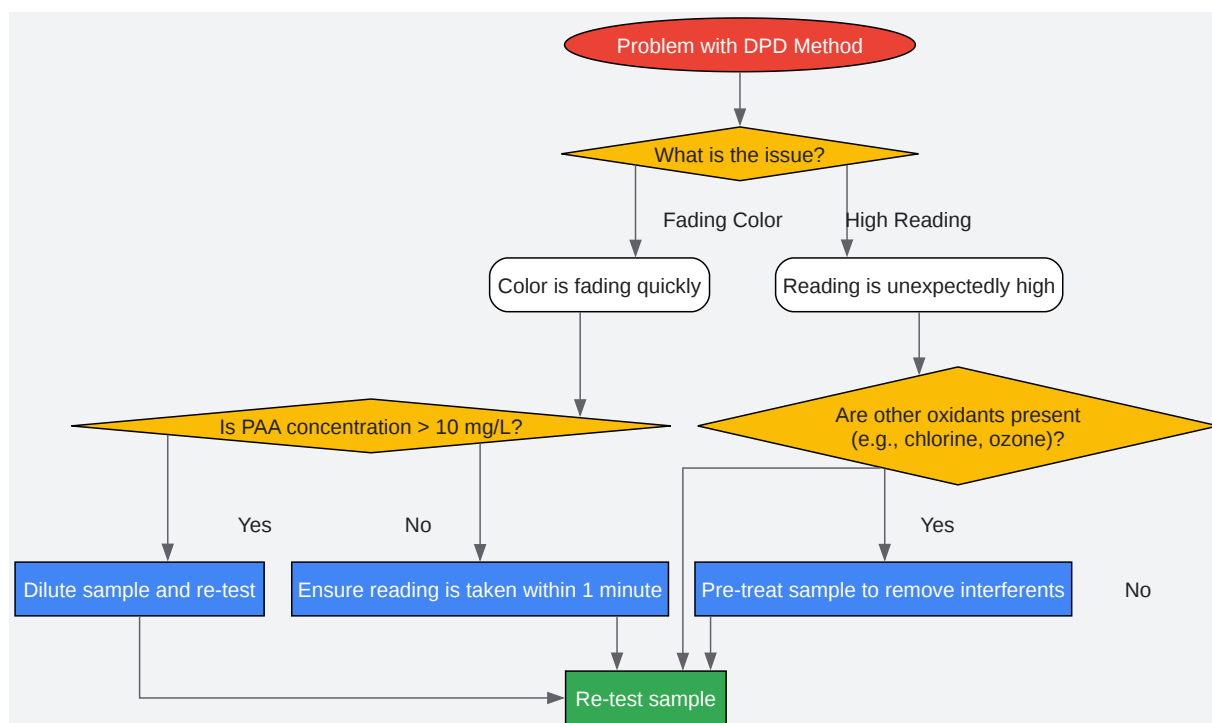 Problem with DPD Method
What is the issue?
Fading Color
High Reading
Color is fading quickly
Reading is unexpectedly high
Is PAA concentration > 10 mg/L?
Are other oxidants present
(e.g., chlorine, ozone)?
Yes
No
Yes
Dilute sample and re-test
Ensure reading is taken within 1 minute
Pre-treat sample to remove interferents
No
Re-test sample